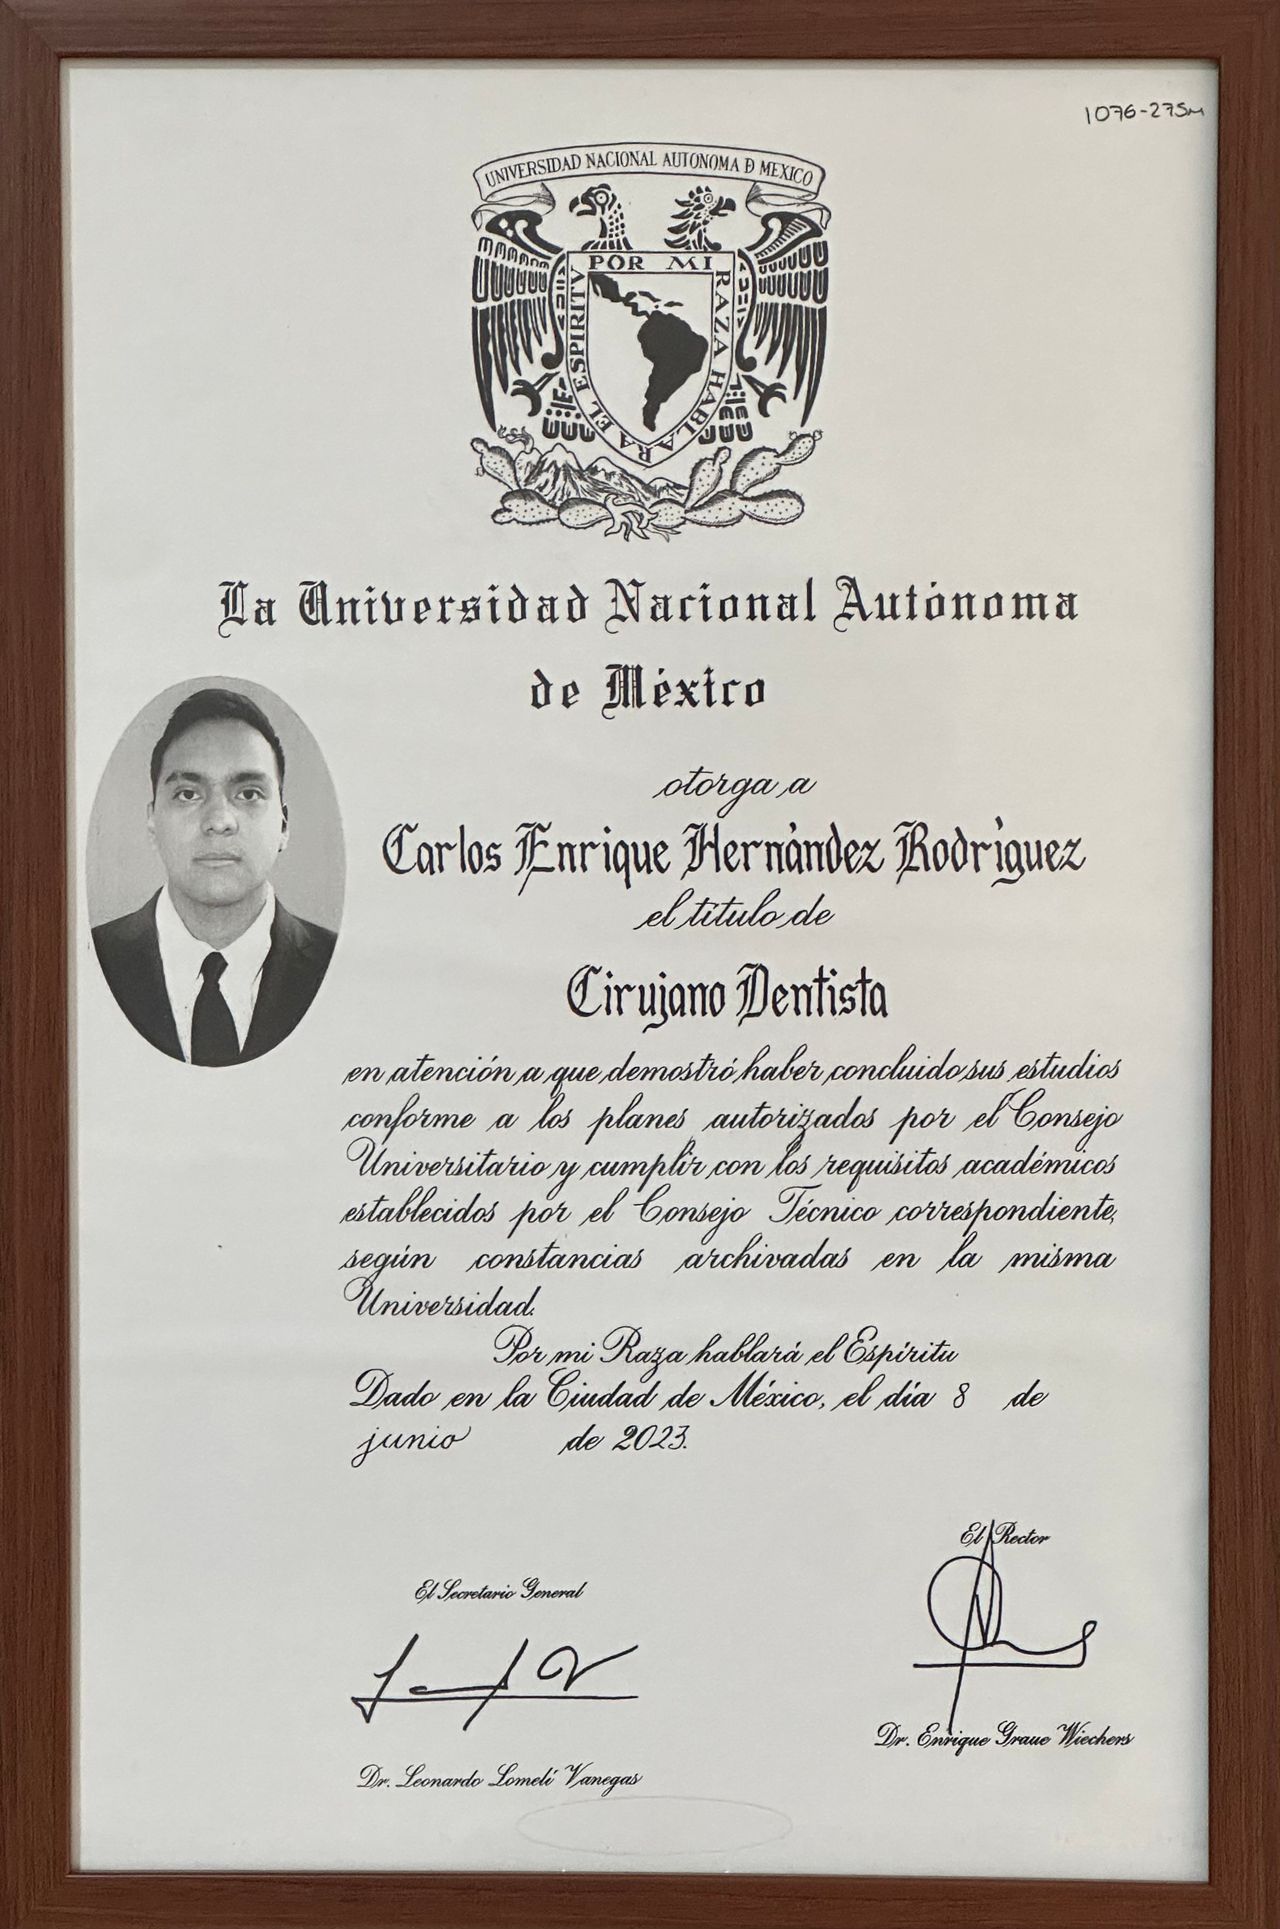 1076-275M
UNIVERSIDAD NACIONAL AUTONOMA D MEXICO
POR MI RAZA HABLARA EL ESPIRITV
La Universidad Nacional Autónoma
de México
otorga a
Carlos Enrique Hernández Rodríguez
el título de
Cirujano Dentista
en atención a que demostró haber concluido sus estudios
conforme a los planes autorizados por el Consejo
Universitario y cumplir con los requisitos académicos
establecidos por el Consejo Técnico correspondiente,
según constancias archivadas en la misma
Universidad.
Por mi Raza hablará el Espíritu
Dado en la Ciudad de México, el día 8 de
junio de 2023.
El Rector
El Secretario General
Dr. Enrique Graue Wiechers
Dr. Leonardo Lomelí Vanegas